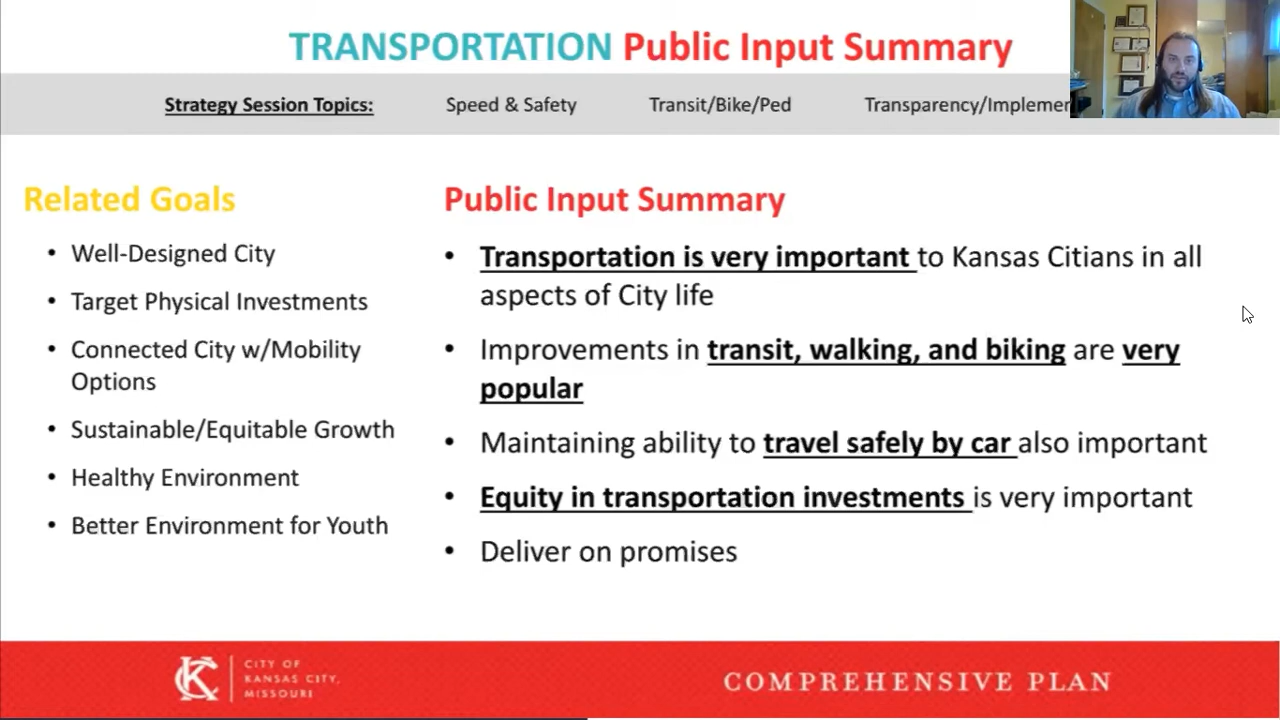 TRANSPORTATION Public Input Summary
Strategy Session Topics: Speed & Safety Transit/Bike/Ped Transparency/Implemen
Related Goals
• Well-Designed City
• Target Physical Investments
• Connected City w/Mobility
Options
• Sustainable/Equitable Growth
• Healthy Environment
• Better Environment for Youth
Public Input Summary
• Transportation is very important to Kansas Citians in all
aspects of City life
• Improvements in transit, walking, and biking are very
popular
• Maintaining ability to travel safely by car also important
• Equity in transportation investments is very important
• Deliver on promises
KC
CITY OF
KANSAS CITY,
MISSOURI
COMPREHENSIVE PLAN